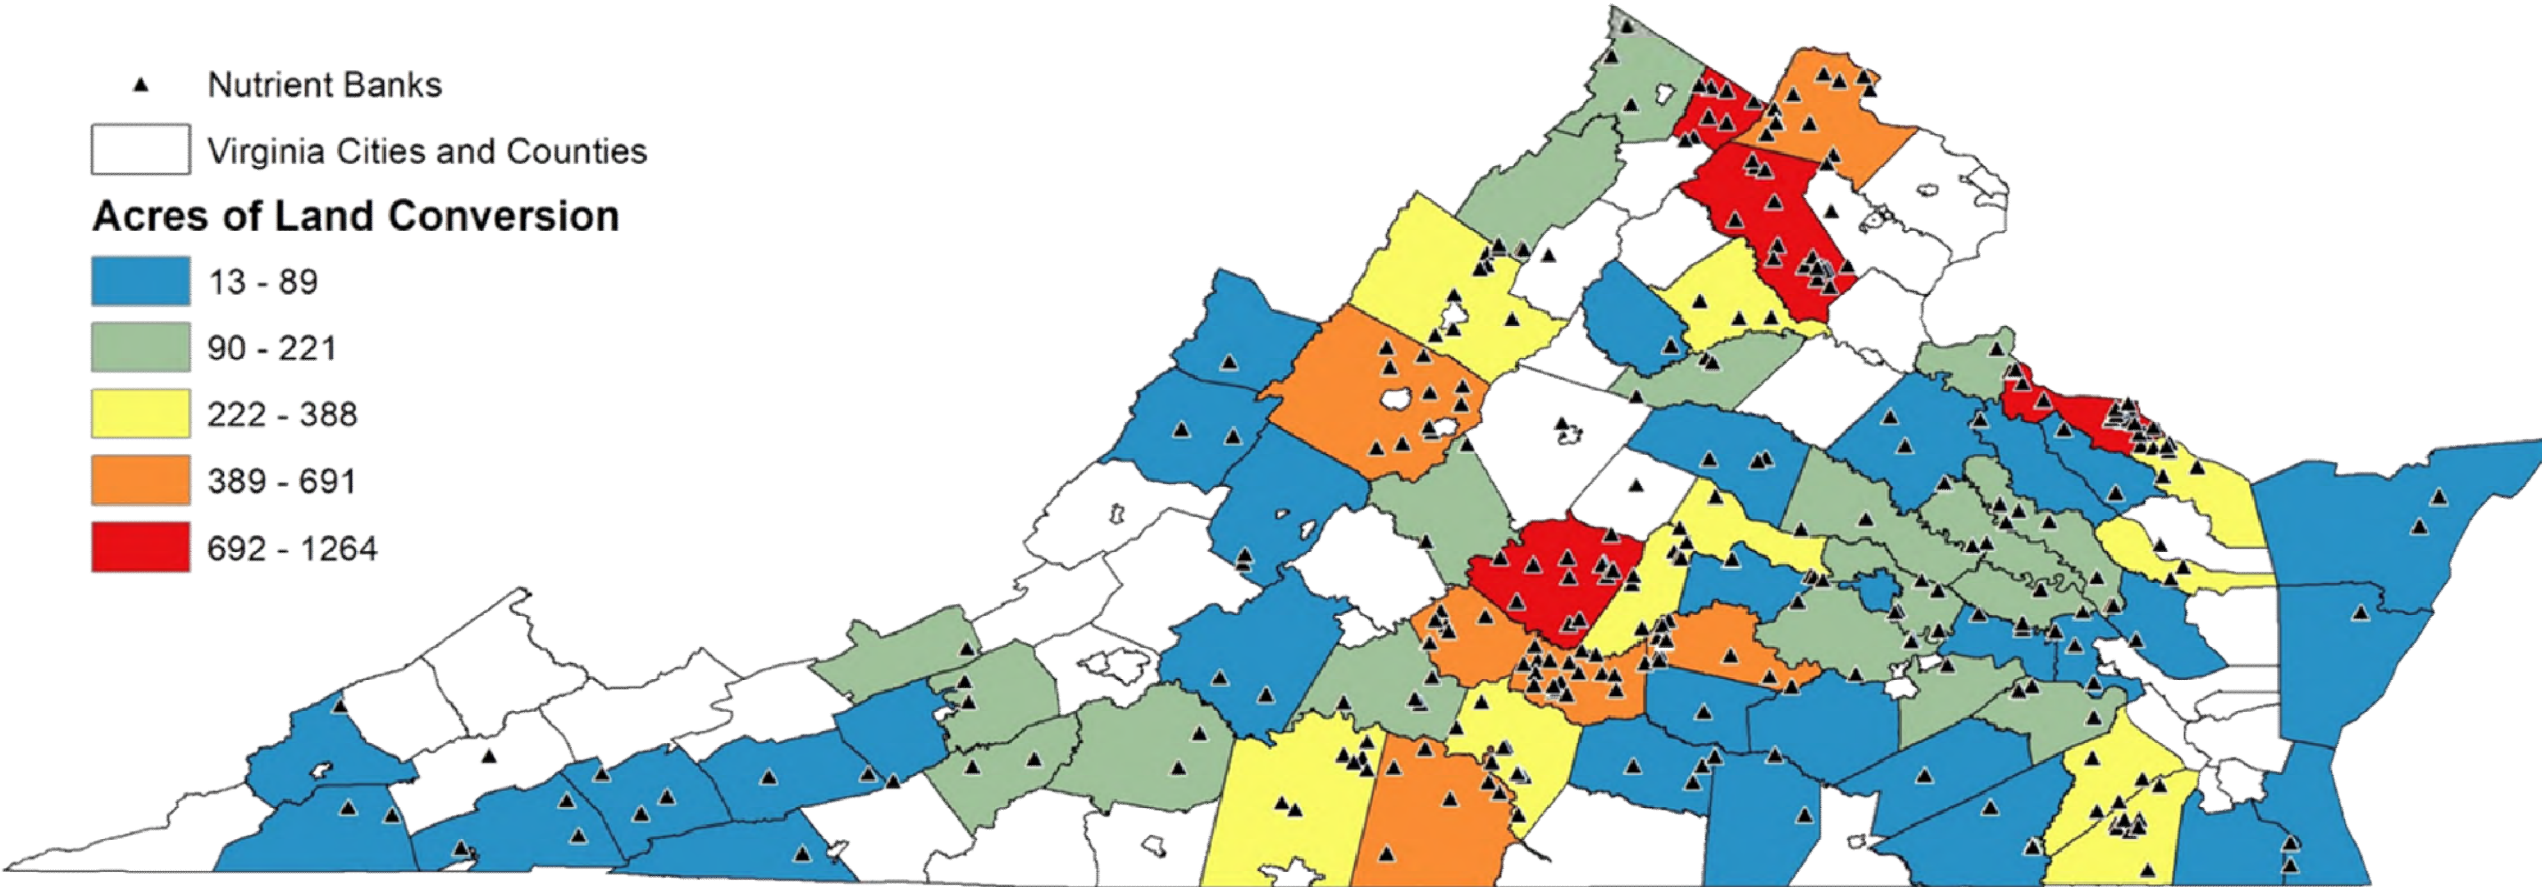 Nutrient Banks
Virginia Cities and Counties
Acres of Land Conversion
13 - 89
90 - 221
222 - 388
389 - 691
692 - 1264